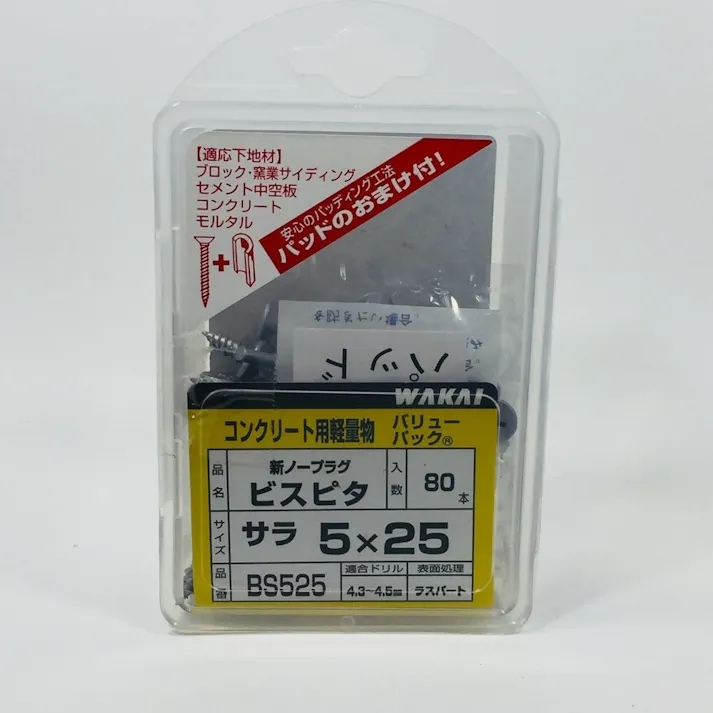 【適応下地材】
ブロック・窯業サイディング
セメント中空板
コンクリート
モルタル
安心のパッディング工法
パッドのおまけ付!
パッド
WAKAI
コンクリート用軽量物
バリュー
パック®
品名
新ノープラグ
ビスピタ
入数
80本
サイズ
サラ 5×25
品番
BS525
適合ドリル
4.3~4.5mm
表面処理
ラスパート